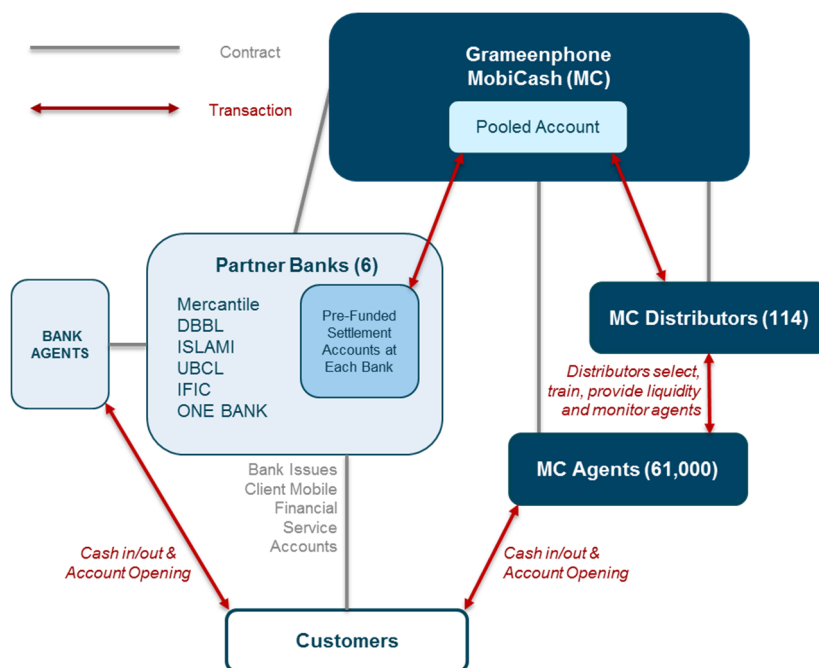 Contract
Transaction
Grameenphone
MobiCash (MC)
Pooled Account
Partner Banks (6)
Mercantile
DBBL
ISLAMI
UBCL
IFIC
ONE BANK
Pre-Funded
Settlement
Accounts at
Each Bank
BANK
AGENTS
MC Distributors (114)
Distributors select,
train, provide liquidity
and monitor agents
MC Agents (61,000)
Bank Issues
Client Mobile
Financial
Service
Accounts
Cash in/out &
Account Opening
Cash in/out &
Account Opening
Customers